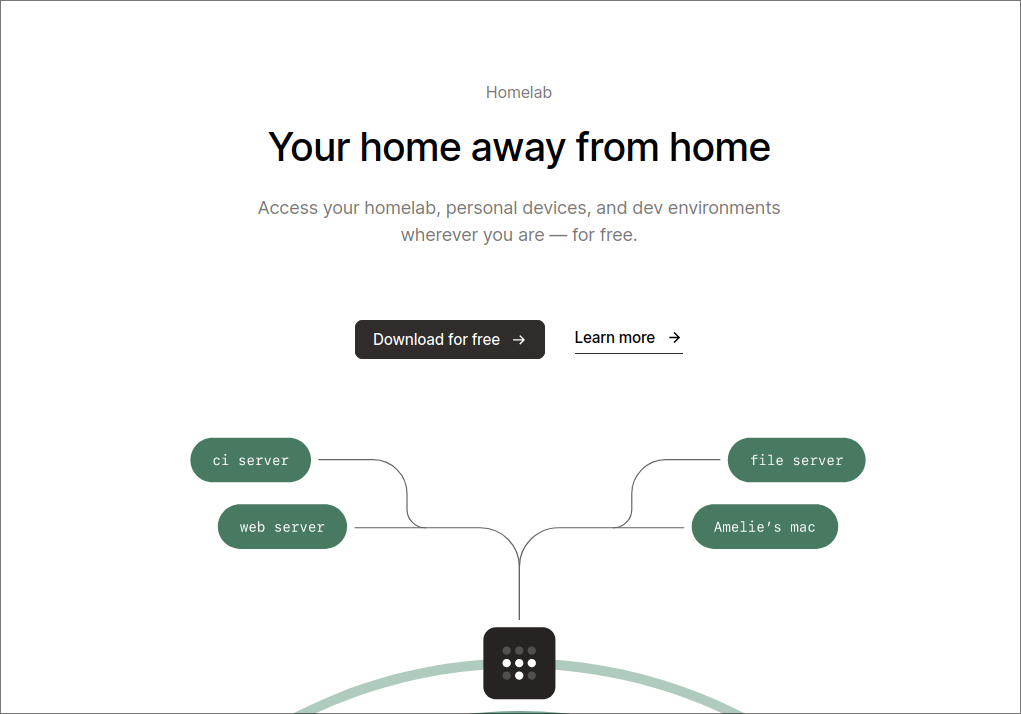 Homelab
Your home away from home
Access your homelab, personal devices, and dev environments
wherever you are — for free.
Download for free →
Learn more →
ci server
file server
web server
Amelie’s mac